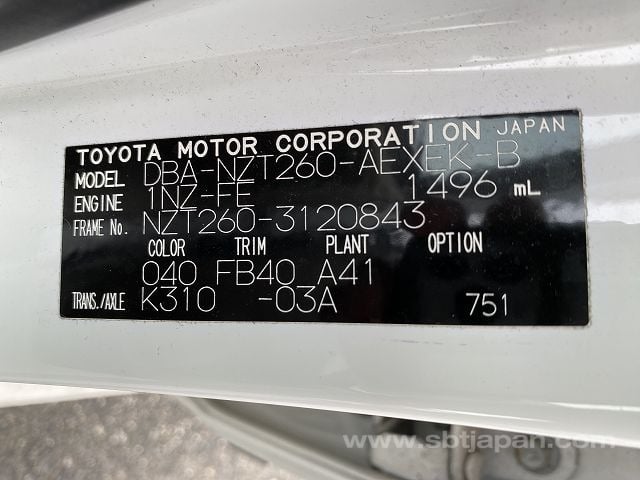 TOYOTA MOTOR CORPORATION JAPAN
MODEL DBA-NZT260-AEXEK-B
ENGINE 1NZ-FE 1496 mL
FRAME No. NZT260-3120843
COLOR TRIM PLANT OPTION
040 FB40 A41
TRANS./AXLE K310 -03A 751
www.sbtjapan.com